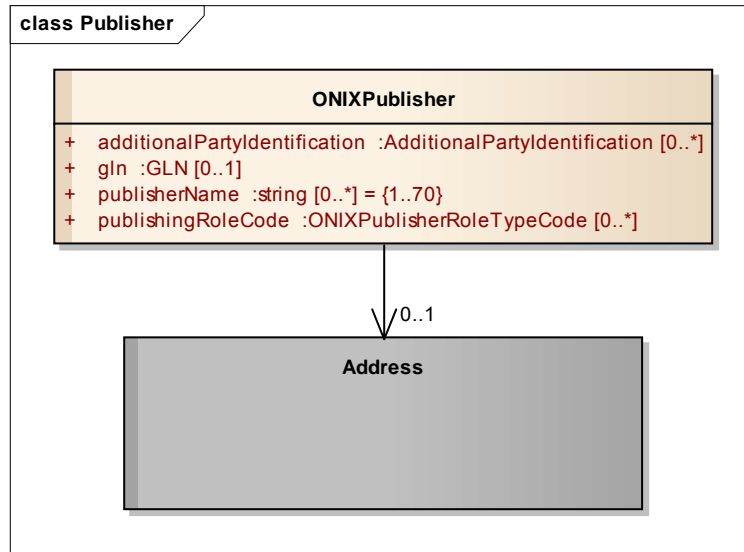 class Publisher
ONIXPublisher
+ additionalPartyIdentification :AdditionalPartyIdentification [0..*]
+ gln :GLN [0..1]
+ publisherName :string [0..*] = {1..70}
+ publishingRoleCode :ONIXPublisherRoleTypeCode [0..*]
0..1
Address